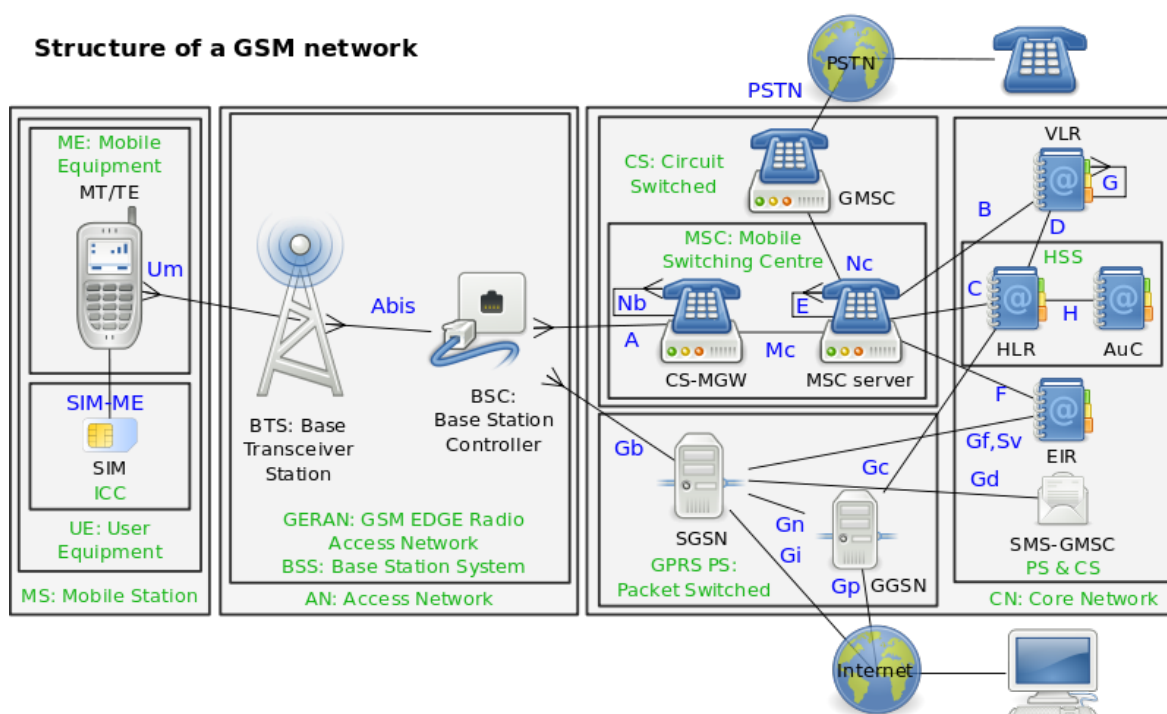 Structure of a GSM network
PSTN
PSTN
ME: Mobile
Equipment
MT/TE
Um
SIM-ME
SIM
ICC
UE: User
Equipment
MS: Mobile Station
Abis
BTS: Base
Transceiver
Station
BSC:
Base Station
Controller
GERAN: GSM EDGE Radio
Access Network
BSS: Base Station System
AN: Access Network
CS: Circuit
Switched
GMSC
MSC: Mobile
Switching Centre
Nc
Nb
E
A
Mc
CS-MGW
MSC server
VLR
G
B
D
HSS
C
H
HLR
AuC
F
Gf,Sv
EIR
Gb
Gc
Gd
SGSN
Gn
Gi
GPRS PS:
Packet Switched
Gp
GGSN
SMS-GMSC
PS & CS
CN: Core Network
Internet